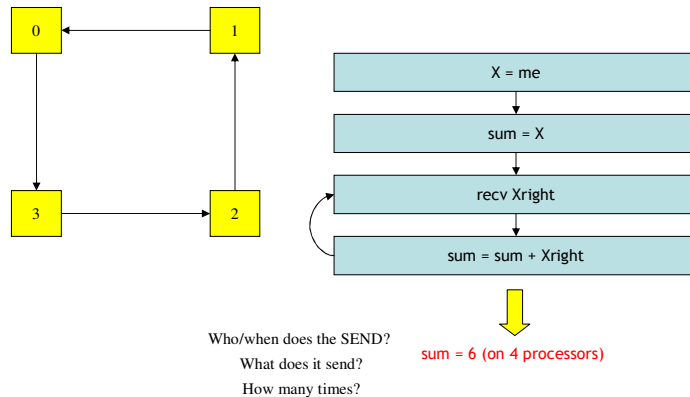 0
1
3
2
X = me
sum = X
recv Xright
sum = sum + Xright
Who/when does the SEND?
What does it send?
How many times?
sum = 6 (on 4 processors)